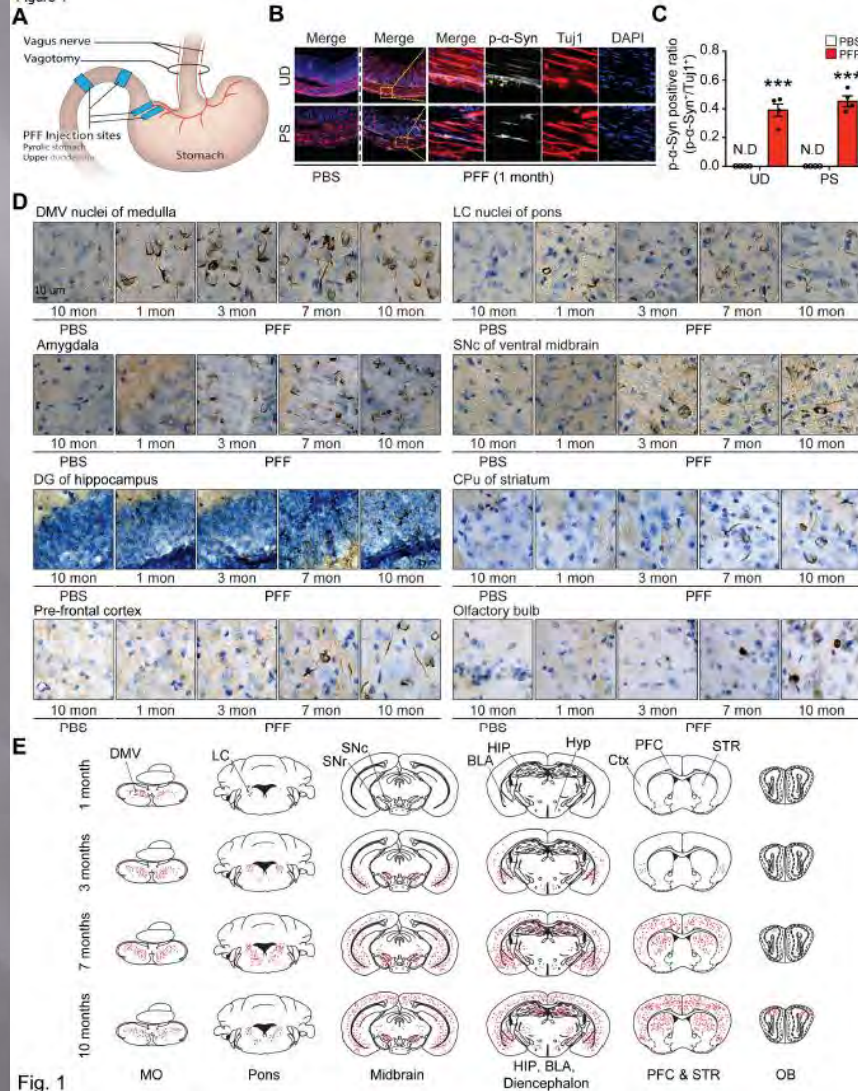 A
Vagus nerve
Vagotomy
PFF Injection sites
Pyrolic stomach
Upper duodenum
Stomach
B
Merge Merge Merge p-α-Syn Tuj1 DAPI
UD
PS
PBS PFF (1 month)
C
PBS
PFF
p-α-Syn positive ratio
(p-α-Syn⁺/Tuj1⁺)
0.8
0.6
0.4
0.2
0.0
N.D *** N.D ***
UD PS
D
DMV nuclei of medulla
10 um
10 mon 1 mon 3 mon 7 mon 10 mon
PBS PFF
LC nuclei of pons
10 mon 1 mon 3 mon 7 mon 10 mon
PBS PFF
Amygdala
10 mon 1 mon 3 mon 7 mon 10 mon
PBS PFF
SNc of ventral midbrain
10 mon 1 mon 3 mon 7 mon 10 mon
PBS PFF
DG of hippocampus
10 mon 1 mon 3 mon 7 mon 10 mon
PBS PFF
CPu of striatum
10 mon 1 mon 3 mon 7 mon 10 mon
PBS PFF
Pre-frontal cortex
10 mon 1 mon 3 mon 7 mon 10 mon
PBS PFF
Olfactory bulb
10 mon 1 mon 3 mon 7 mon 10 mon
PBS PFF
E
DMV LC SNc SNr HIP BLA Hyp Ctx PFC STR
1 month
3 months
7 months
10 months
MO Pons Midbrain HIP, BLA, PFC & STR OB
Diencephalon
Fig. 1